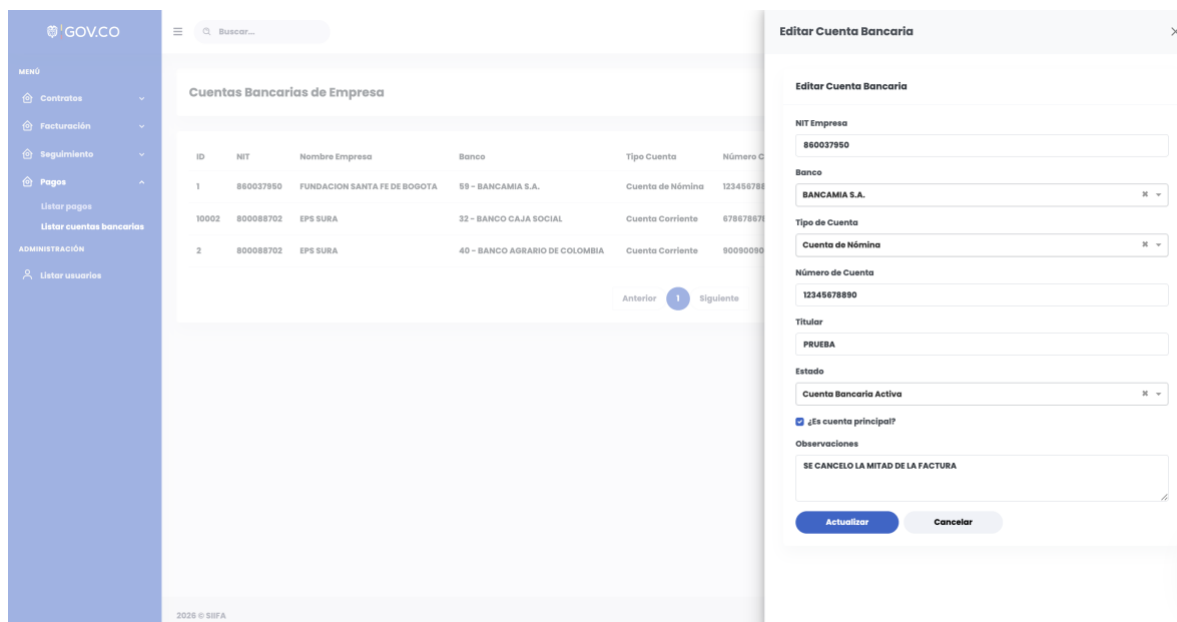 GOV.CO
MENÚ
Contratos
Facturación
Seguimiento
Pagos
Listar pagos
Listar cuentas bancarias
ADMINISTRACIÓN
Listar usuarios
Buscar...
Cuentas Bancarias de Empresa
ID NIT Nombre Empresa Banco Tipo Cuenta Número C
1 860037950 FUNDACION SANTA FE DE BOGOTA 59 - BANCAMIA S.A. Cuenta de Nómina 12345678
10002 800088702 EPS SURA 32 - BANCO CAJA SOCIAL Cuenta Corriente 67867867
2 800088702 EPS SURA 40 - BANCO AGRARIO DE COLOMBIA Cuenta Corriente 90090090
Anterior 1 Siguiente
2025 © SIIFA
Editar Cuenta Bancaria
Editar Cuenta Bancaria
NIT Empresa
860037950
Banco
BANCAMIA S.A.
Tipo de Cuenta
Cuenta de Nómina
Número de Cuenta
12345678890
Titular
PRUEBA
Estado
Cuenta Bancaria Activa
¿Es cuenta principal?
Observaciones
SE CANCELO LA MITAD DE LA FACTURA
Actualizar Cancelar